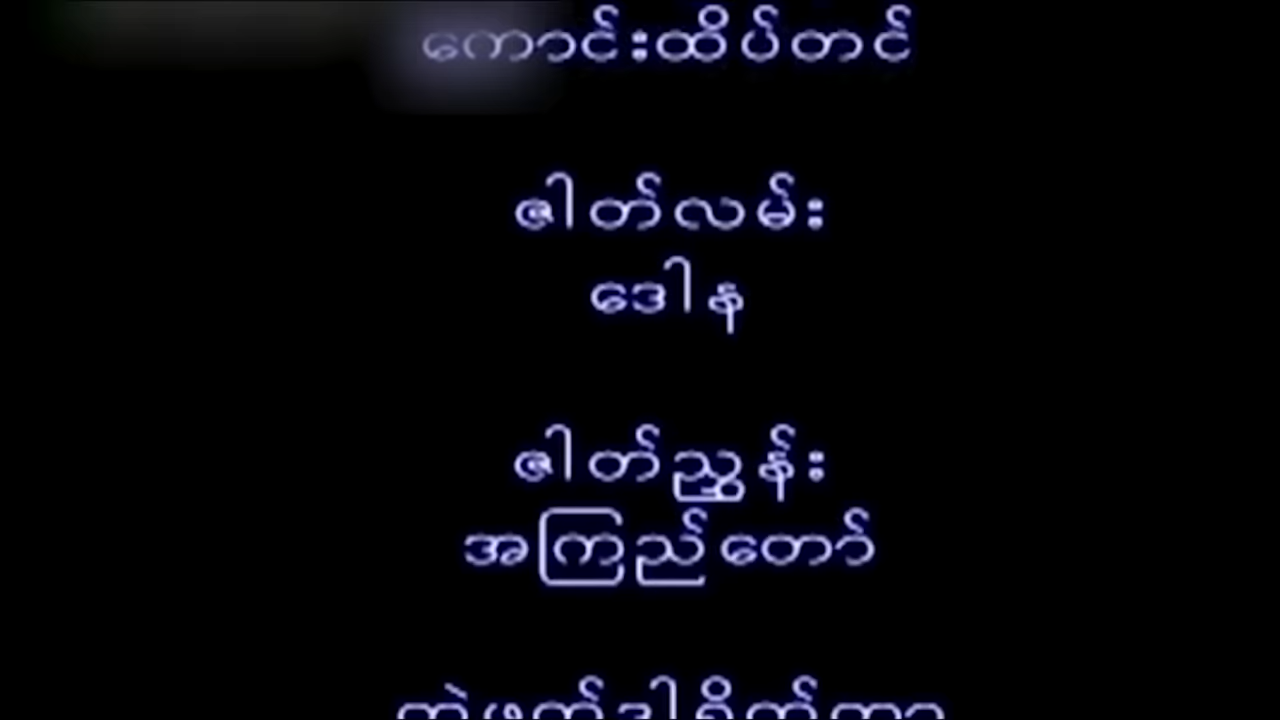 ကောင်းထိပ်တင်
ဇါတ်လမ်း
ဒေါန
ဇါတ်ညွှန်း
အကြည်တော်